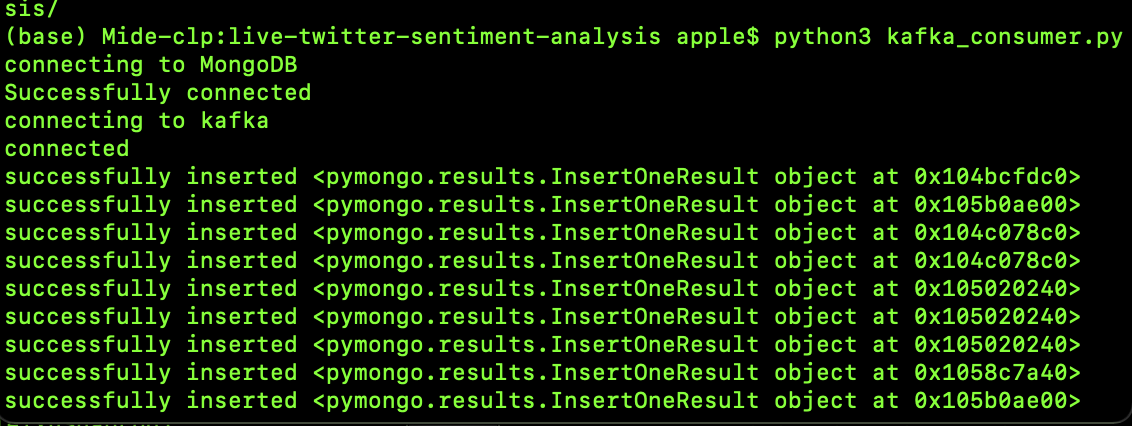 sis/
(base) Mide-clp:live-twitter-sentiment-analysis apple$ python3 kafka_consumer.py
connecting to MongoDB
Successfully connected
connecting to kafka
connected
successfully inserted <pymongo.results.InsertOneResult object at 0x104bcfdc0>
successfully inserted <pymongo.results.InsertOneResult object at 0x105b0ae00>
successfully inserted <pymongo.results.InsertOneResult object at 0x104c078c0>
successfully inserted <pymongo.results.InsertOneResult object at 0x104c078c0>
successfully inserted <pymongo.results.InsertOneResult object at 0x105020240>
successfully inserted <pymongo.results.InsertOneResult object at 0x105020240>
successfully inserted <pymongo.results.InsertOneResult object at 0x105020240>
successfully inserted <pymongo.results.InsertOneResult object at 0x1058c7a40>
successfully inserted <pymongo.results.InsertOneResult object at 0x105b0ae00>